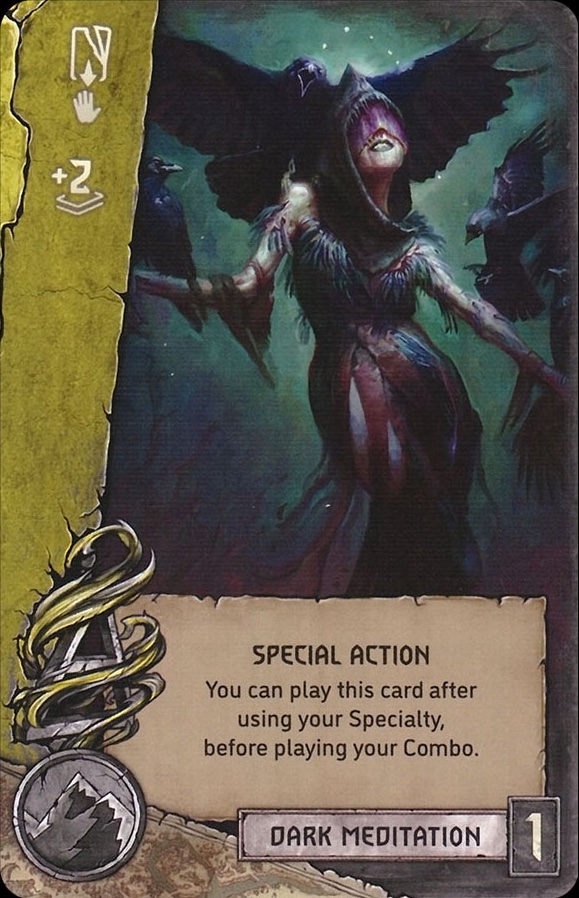 +2
SPECIAL ACTION
You can play this card after
using your Specialty,
before playing your Combo.
DARK MEDITATION
1